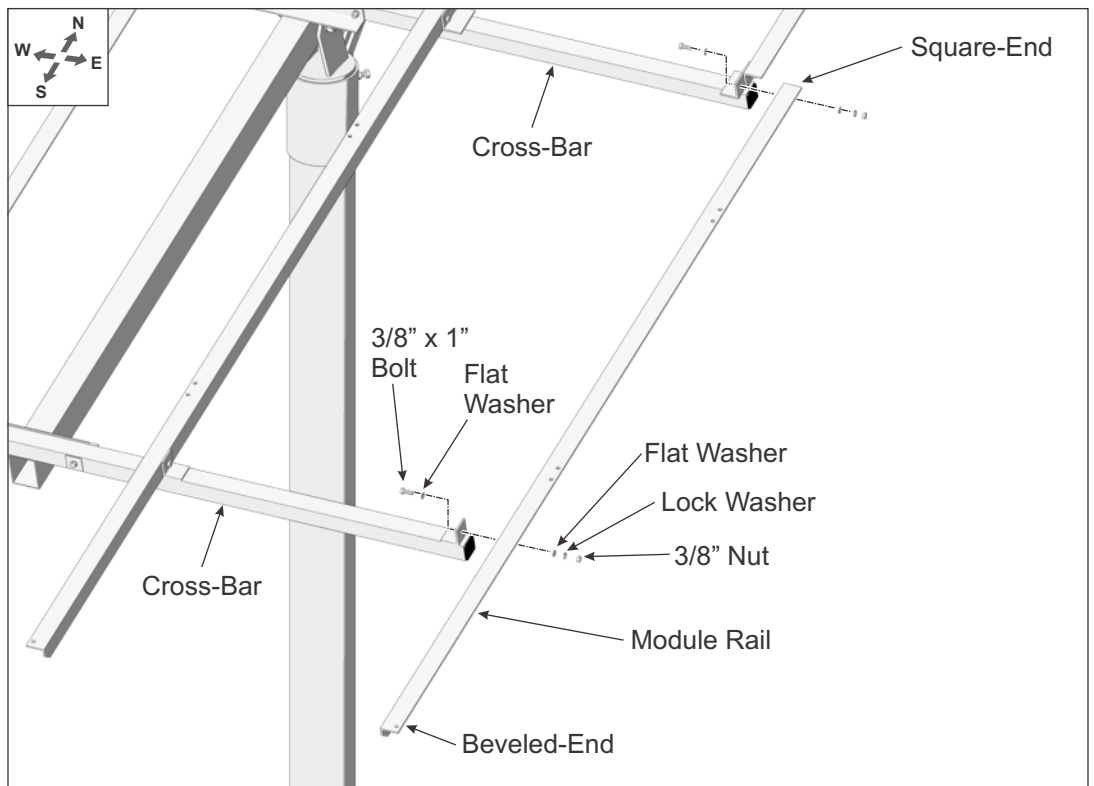 N
W
E
S
Square-End
Cross-Bar
3/8” x 1”
Bolt
Flat
Washer
Flat Washer
Lock Washer
3/8” Nut
Cross-Bar
Module Rail
Beveled-End